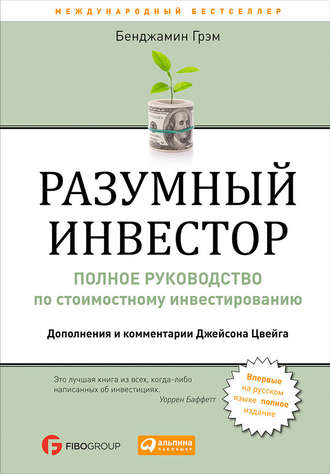 МЕЖДУНАРОДНЫЙ БЕСТСЕЛЛЕР
Бенджамин Грэм
РАЗУМНЫЙ
ИНВЕСТОР
ПОЛНОЕ РУКОВОДСТВО
по стоимостному инвестированию
Дополнения и комментарии Джейсона Цвейга
Это лучшая книга из всех, когда-либо
написанных об инвестициях.
Уоррен Баффетт
Впервые
на русском
языке полное
издание
FIBOGROUP
АЛЬПИНА
ПАБЛИШЕР